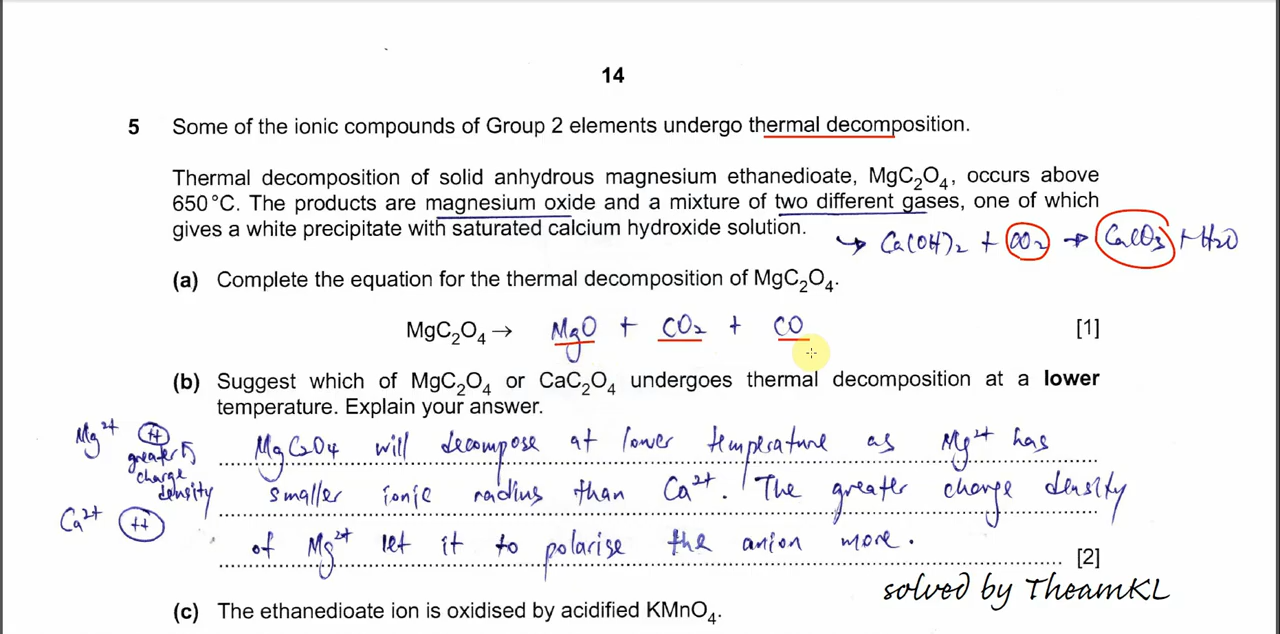 14
5 Some of the ionic compounds of Group 2 elements undergo thermal decomposition.
Thermal decomposition of solid anhydrous magnesium ethanedioate, MgC₂O₄, occurs above
650 °C. The products are magnesium oxide and a mixture of two different gases, one of which
gives a white precipitate with saturated calcium hydroxide solution.
↳ Ca(OH)₂ + CO₂ → CaCO₃ + H₂O
(a) Complete the equation for the thermal decomposition of MgC₂O₄.
MgC₂O₄ → MgO + CO₂ + CO [1]
(b) Suggest which of MgC₂O₄ or CaC₂O₄ undergoes thermal decomposition at a lower
temperature. Explain your answer.
Mg²⁺ ++
greater
charge
density
Ca²⁺ ++
MgC₂O₄ will decompose at lower temperature as Mg²⁺ has
smaller ionic radius than Ca²⁺. The greater charge density
of Mg²⁺ let it to polarise the anion more.
[2]
solved by TheamKL
(c) The ethanedioate ion is oxidised by acidified KMnO₄.